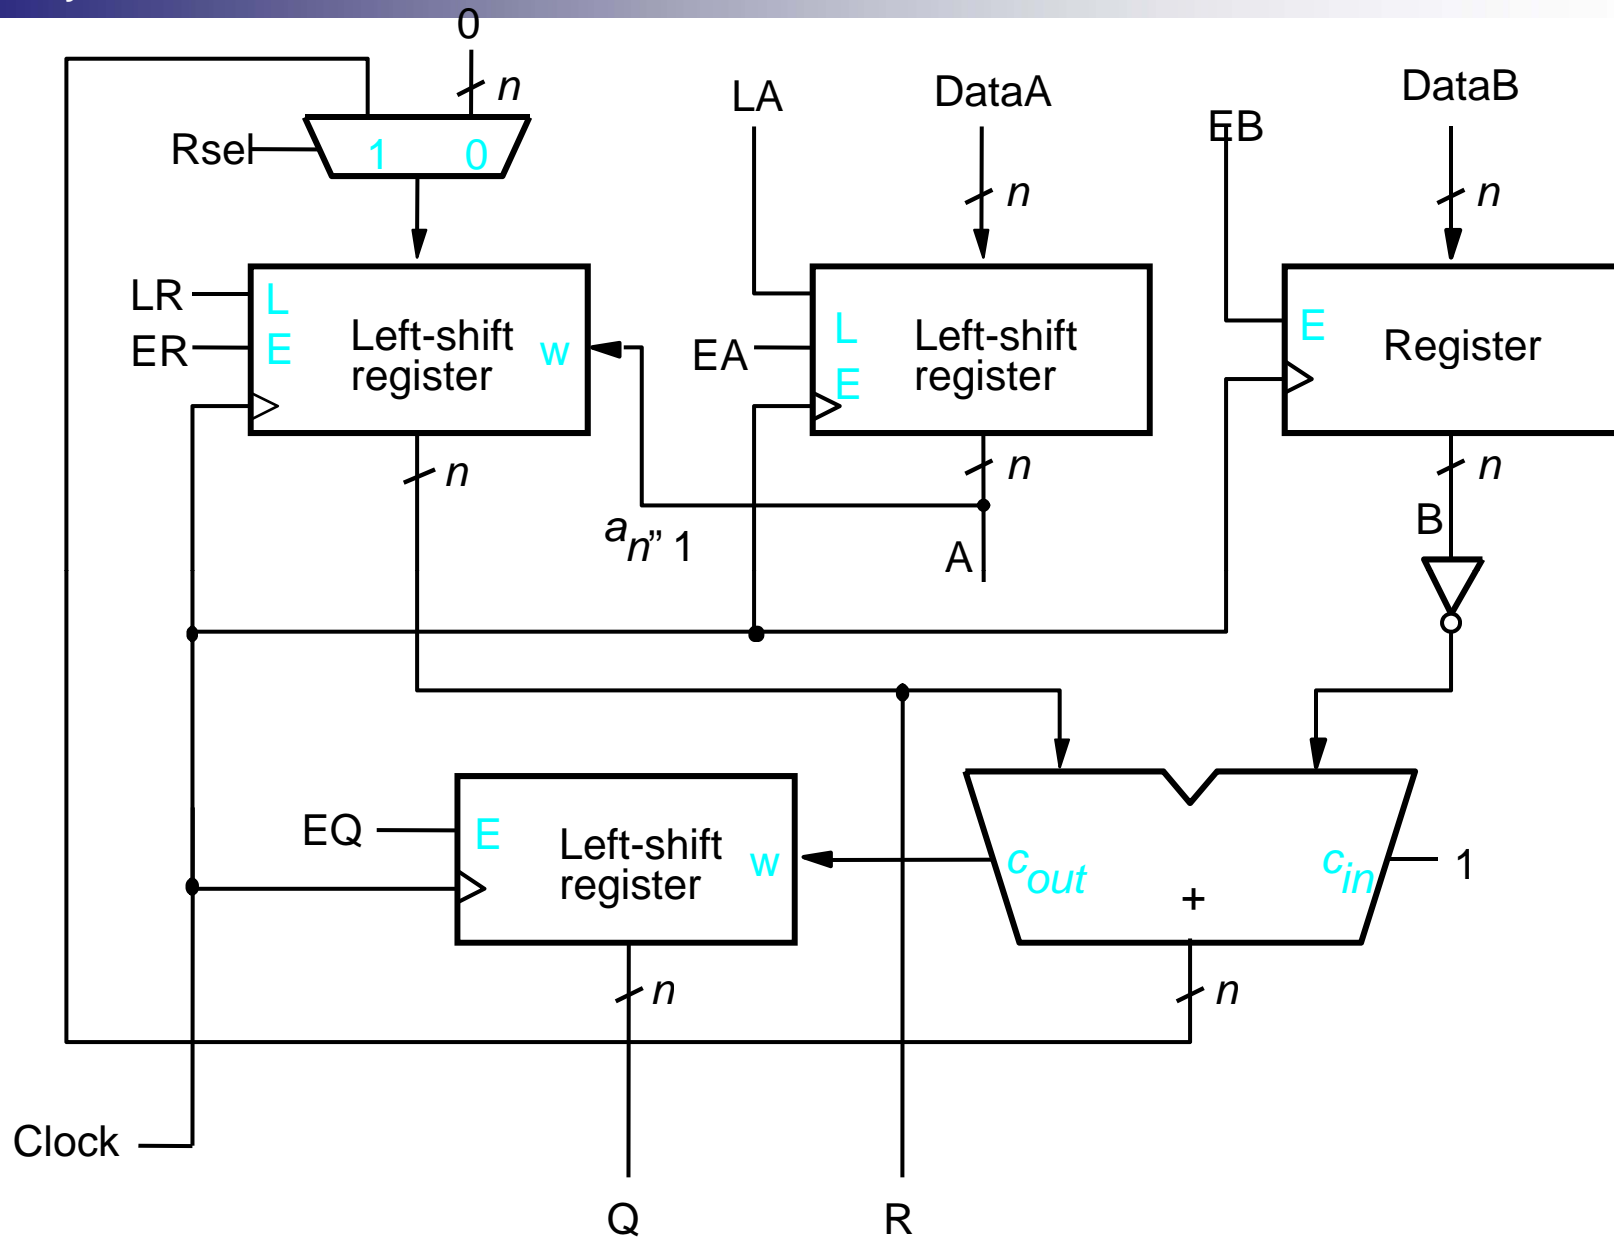 0
n
LA
DataA
EB
DataB
Rsel
1 0
n
n
LR
L
ER
E
Left-shift
register
w
EA
L
E
Left-shift
register
E
Register
n
n
n
a n” 1
A
B
EQ
E
Left-shift
register
w
c out
c in
1
+
n
n
Clock
Q
R